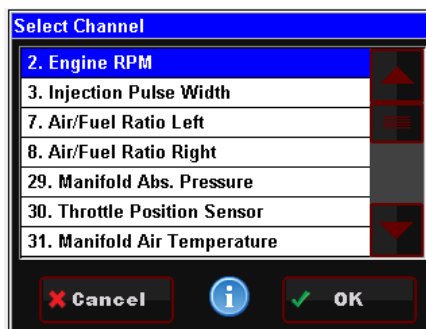 Select Channel
2. Engine RPM
3. Injection Pulse Width
7. Air/Fuel Ratio Left
8. Air/Fuel Ratio Right
29. Manifold Abs. Pressure
30. Throttle Position Sensor
31. Manifold Air Temperature
Cancel
i
OK